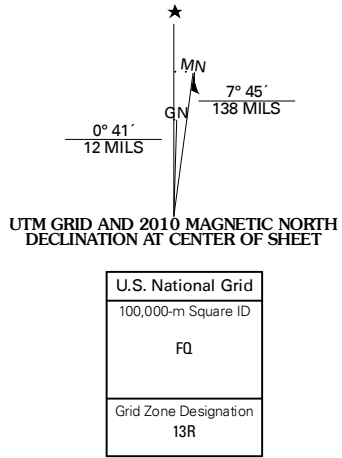 MN
GN
7° 45´
138 MILS
0° 41´
12 MILS
UTM GRID AND 2010 MAGNETIC NORTH
DECLINATION AT CENTER OF SHEET
U.S. National Grid
100,000-m Square ID
FQ
Grid Zone Designation
13R